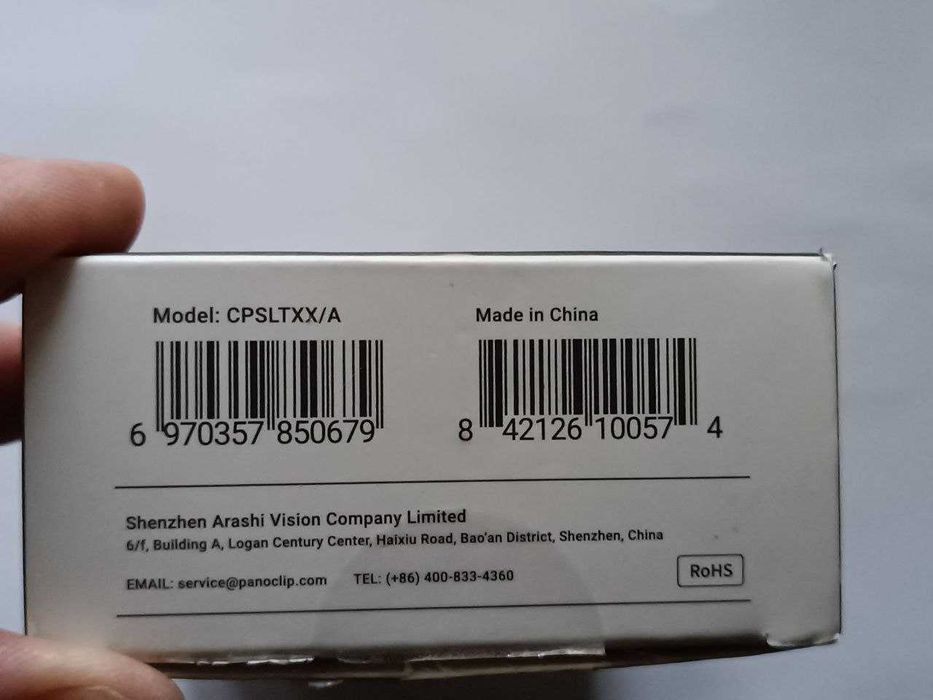 Model: CPSLTXX/A
Made in China
6 970357 850679
8 42126 10057 4
Shenzhen Arashi Vision Company Limited
6/f, Building A, Logan Century Center, Haixiu Road, Bao'an District, Shenzhen, China
EMAIL: service@panoclip.com TEL: (+86) 400-833-4360
RoHS